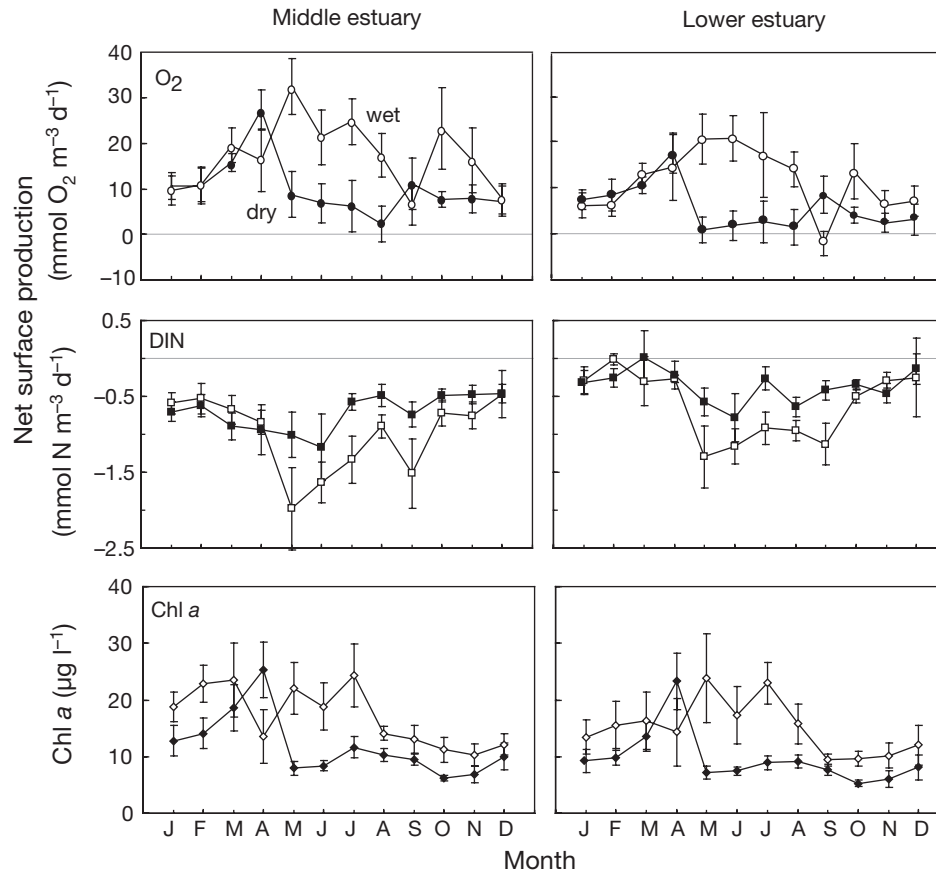 Middle estuary
Lower estuary
Net surface production
(mmol O2 m–3 d–1)
40
30
20
10
0
–10
O2
wet
dry
(mmol N m–3 d–1)
0.5
–0.5
–1.5
–2.5
DIN
Chl a (µg l–1)
40
30
20
10
0
Chl a
J F M A M J J A S O N D
J F M A M J J A S O N D
Month